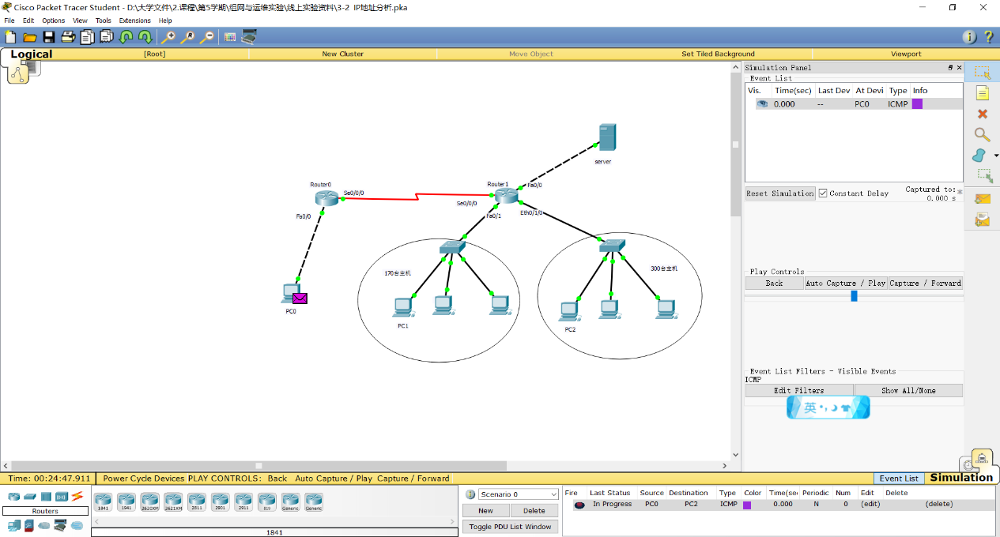 Cisco Packet Tracer Student - D:\大学文件\2.课程\第5学期\组网与运维实验\线上实验资料\3-2 IP地址分析.pka
File Edit Options View Tools Extensions Help
Logical [Root] New Cluster Move Object Set Tiled Background Viewport
Simulation Panel
Event List
Vis. Time(sec) Last Dev At Devi Type Info
0.000 -- PC0 ICMP
Reset Simulation Constant Delay Captured to: *
0.000 s
Play Controls
Back Auto Capture / Play Capture / Forward
Event List Filters - Visible Events
ICMP
Edit Filters Show All/None
英
server
Router0
Se0/0/0
Fa0/0
Router1
Fa0/0
Se0/0/0
Fa0/1
Eth0/1/0
170台主机
300台主机
PC0
PC1
PC2
Time: 00:24:47.911 Power Cycle Devices PLAY CONTROLS: Back Auto Capture / Play Capture / Forward
Event List Simulation
Routers
1841 1941 2620XM 2621XM 2811 2901 2911 819 Generic Generic
1841
Scenario 0
New Delete
Toggle PDU List Window
Fire Last Status Source Destination Type Color Time(sec Periodic Num Edit Delete
In Progress PC0 PC2 ICMP 0.000 N 0 (edit) (delete)